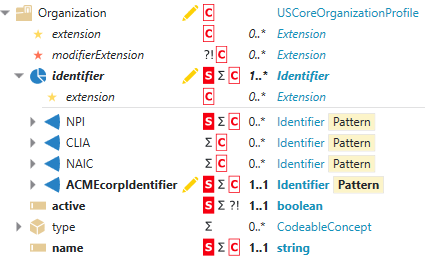 Organization C USCoreOrganizationProfile
extension C 0..* Extension
modifierExtension ?! C 0..* Extension
identifier S Σ C 1..* Identifier
extension C 0..* Extension
NPI S Σ C 0..* Identifier Pattern
CLIA Σ C 0..* Identifier Pattern
NAIC Σ C 0..* Identifier Pattern
ACMEcorpIdentifier S Σ C 1..1 Identifier Pattern
active S Σ ?! 1..1 boolean
type Σ 0..* CodeableConcept
name S Σ C 1..1 string